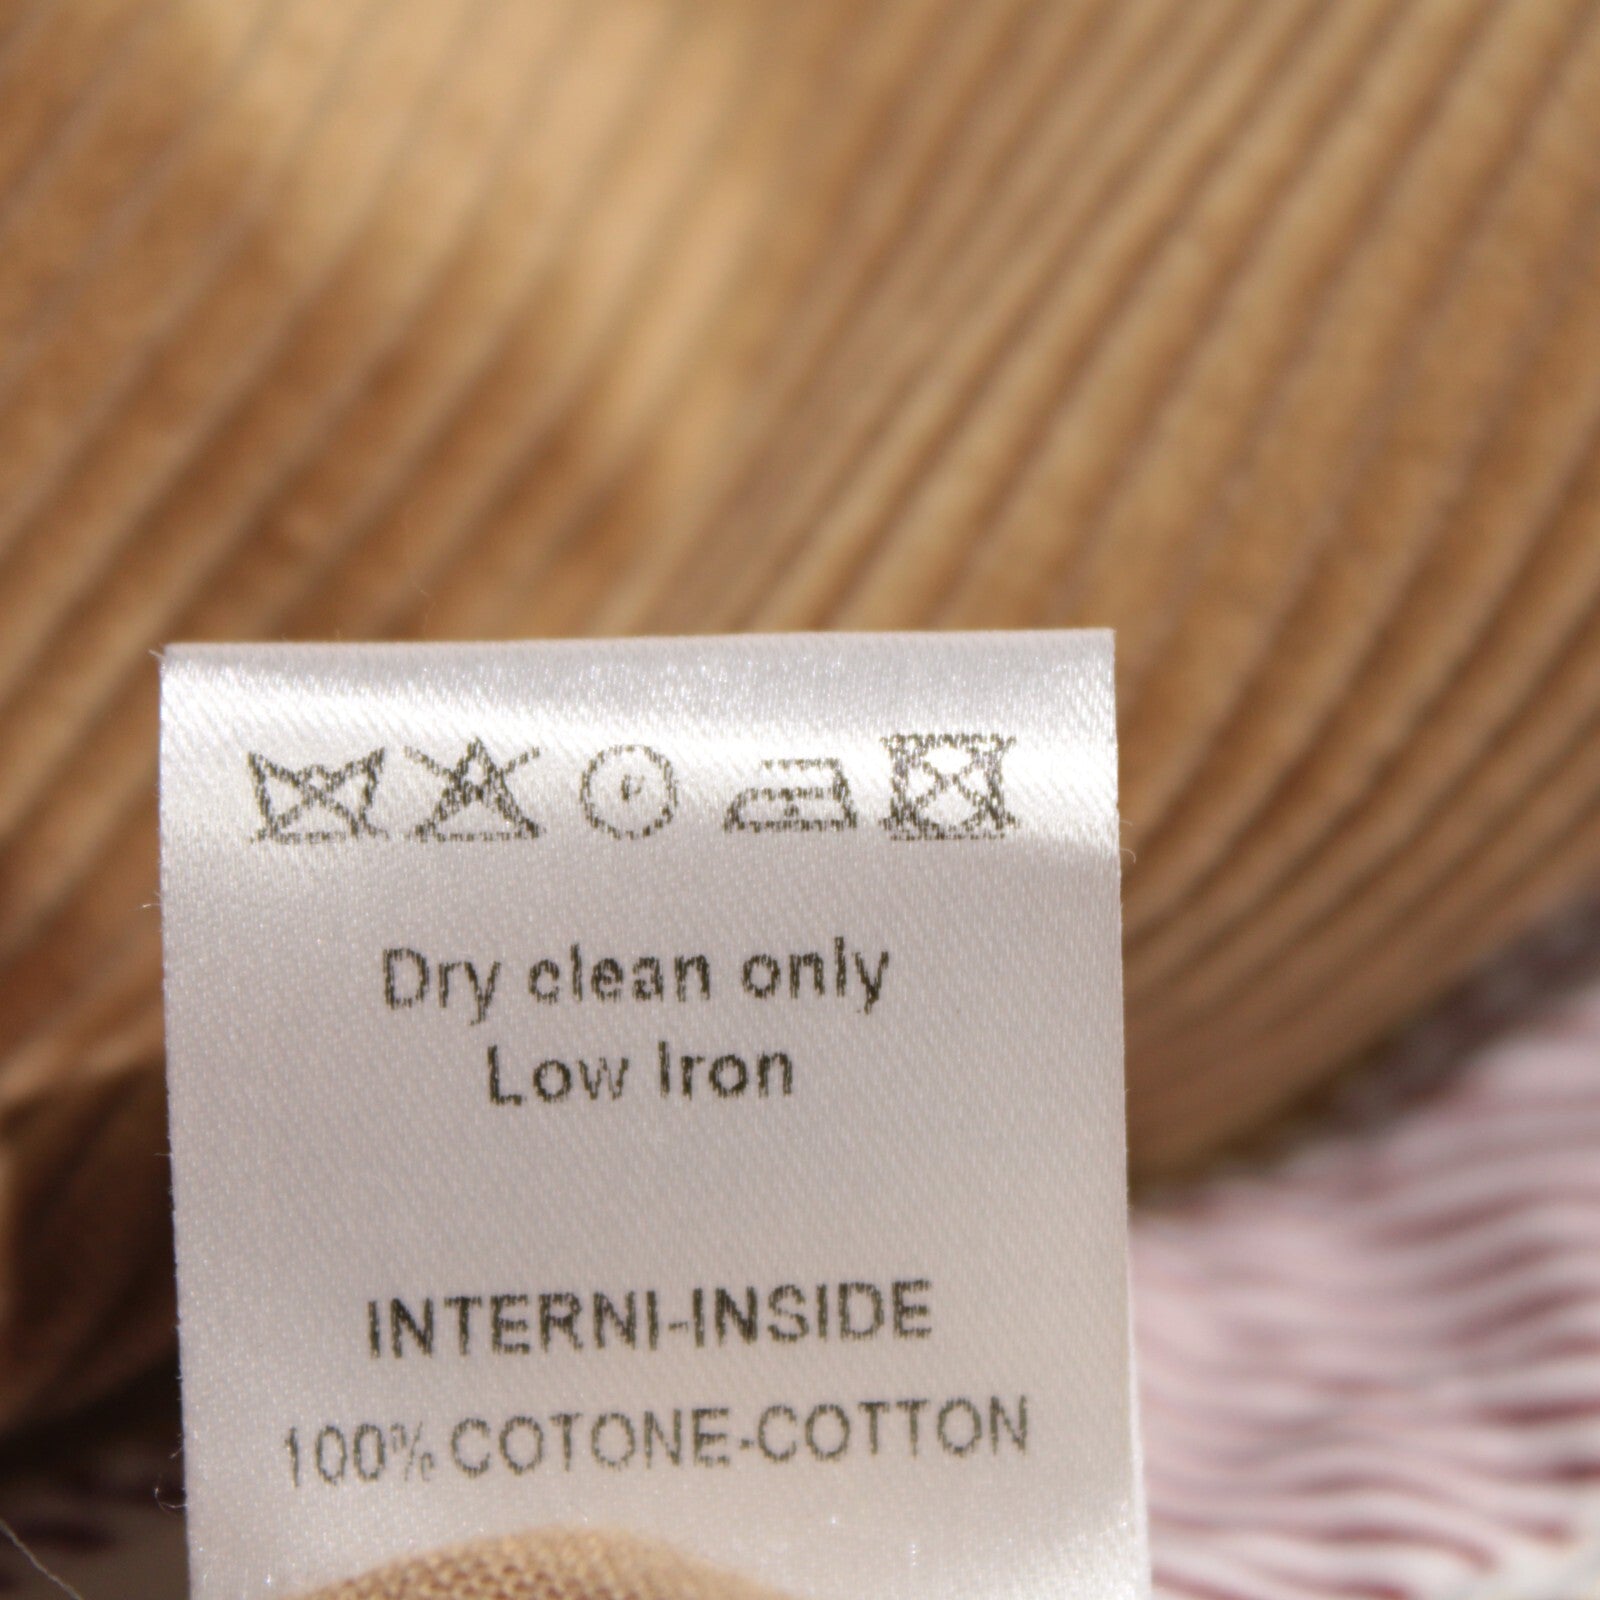 P
Dry clean only
Low Iron
INTERNI-INSIDE
100% COTONE-COTTON